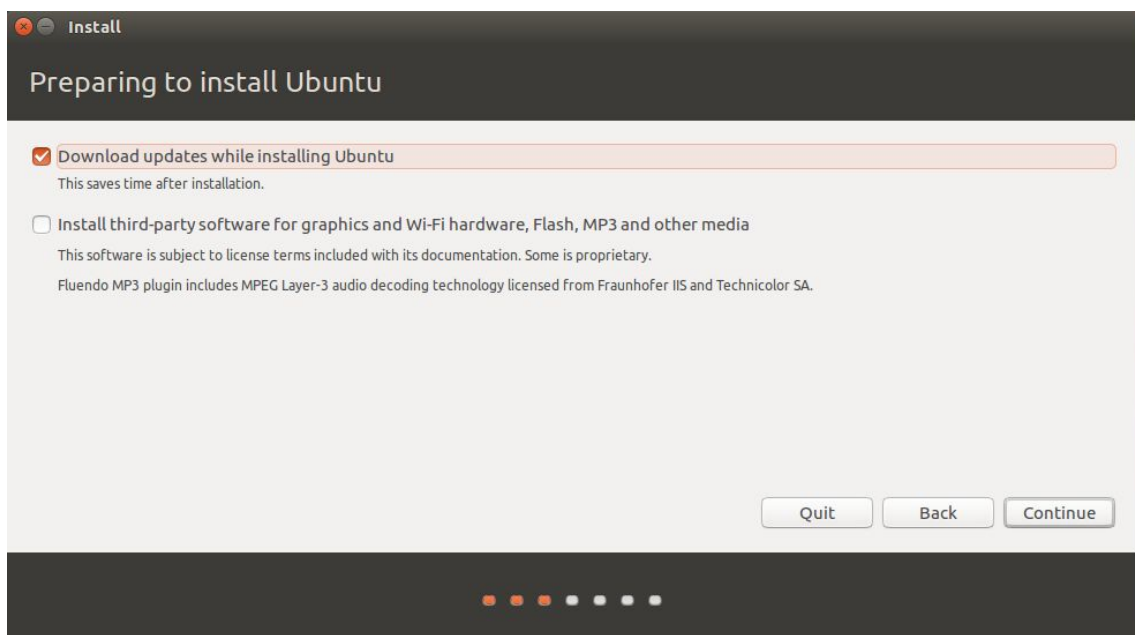 Install
Preparing to install Ubuntu
Download updates while installing Ubuntu
This saves time after installation.
Install third-party software for graphics and Wi-Fi hardware, Flash, MP3 and other media
This software is subject to license terms included with its documentation. Some is proprietary.
Fluendo MP3 plugin includes MPEG Layer-3 audio decoding technology licensed from Fraunhofer IIS and Technicolor SA.
Quit Back Continue